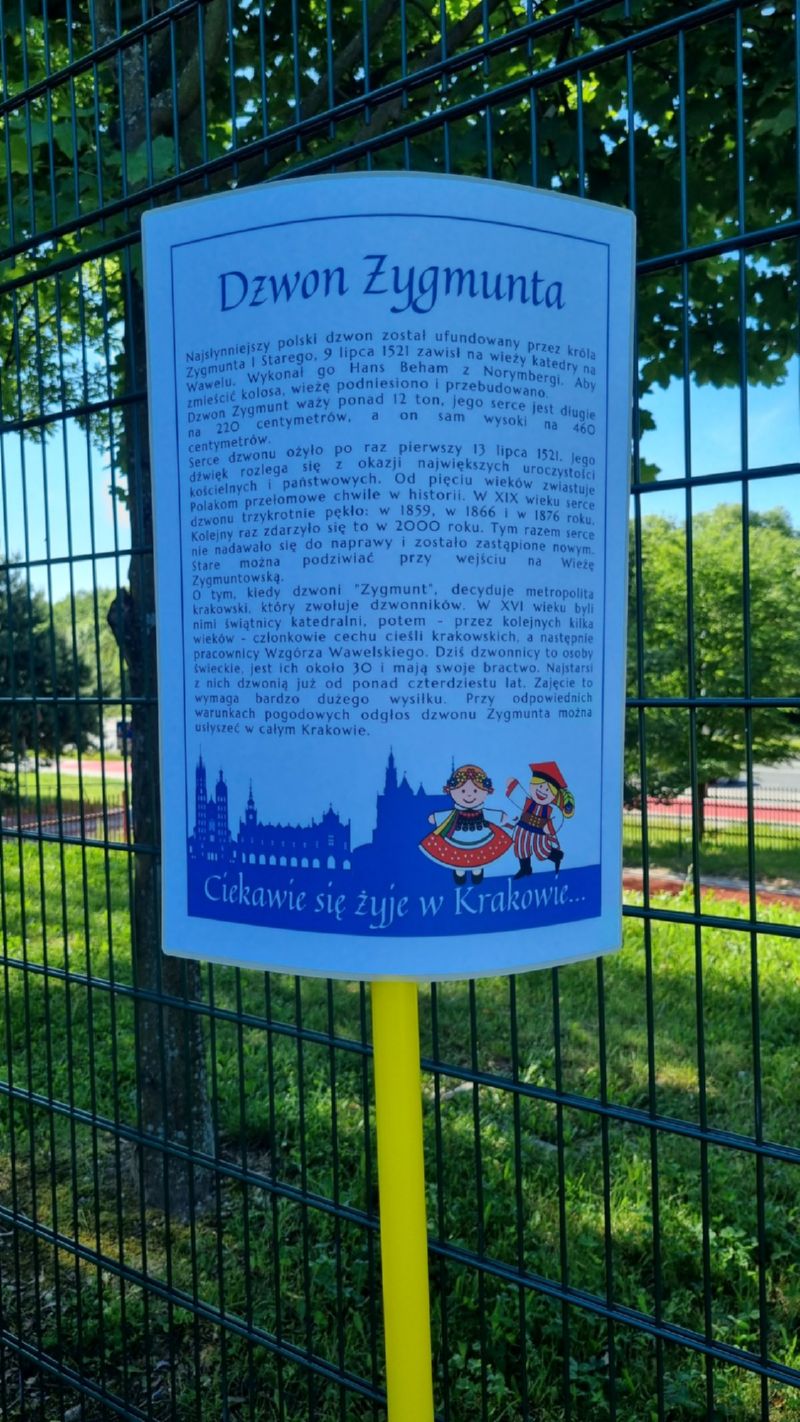 Dzwon Zygmunta
Najsłynniejszy polski dzwon został ufundowany przez króla
Zygmunta I Starego, 9 lipca 1521 zawisł na wieży katedry na
Wawelu. Wykonał go Hans Beham z Norymbergi. Aby
zmieścić kolosa, wieżę podniesiono i przebudowano.
Dzwon Zygmunt waży ponad 12 ton, jego serce jest długie
na 220 centymetrów, a on sam wysoki na 460
centymetrów.
Serce dzwonu ożyło po raz pierwszy 13 lipca 1521. Jego
dźwięk rozlega się z okazji największych uroczystości
kościelnych i państwowych. Od pięciu wieków zwiastuje
Polakom przełomowe chwile w historii. W XIX wieku serce
dzwonu trzykrotnie pękło: w 1859, w 1866 i w 1876 roku.
Kolejny raz zdarzyło się to w 2000 roku. Tym razem serce
nie nadawało się do naprawy i zostało zastąpione nowym.
Stare można podziwiać przy wejściu na Wieżę
Zygmuntowską.
O tym, kiedy dzwoni "Zygmunt", decyduje metropolita
krakowski, który zwołuje dzwonników. W XVI wieku byli
nimi świątnicy katedralni, potem - przez kolejnych kilka
wieków - członkowie cechu cieśli krakowskich, a następnie
pracownicy Wzgórza Wawelskiego. Dziś dzwonnicy to osoby
świeckie, jest ich około 30 i mają swoje bractwo. Najstarsi
z nich dzwonią już od ponad czterdziestu lat. Zajęcie to
wymaga bardzo dużego wysiłku. Przy odpowiednich
warunkach pogodowych odgłos dzwonu Zygmunta można
usłyszeć w całym Krakowie.
Ciekawie się żyje w Krakowie...